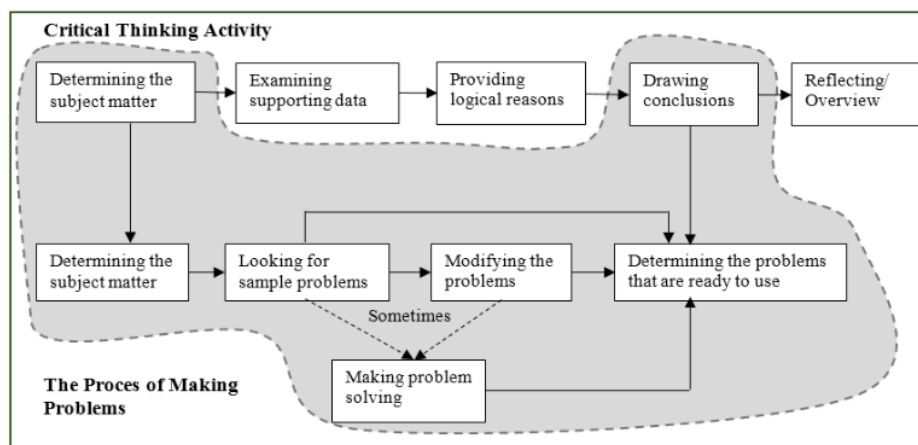 Critical Thinking Activity
Determining the
subject matter
Examining
supporting data
Providing
logical reasons
Drawing
conclusions
Reflecting/
Overview
Determining the
subject matter
Looking for
sample problems
Modifying the
problems
Determining the problems
that are ready to use
Sometimes
Making problem
solving
The Proces of Making
Problems